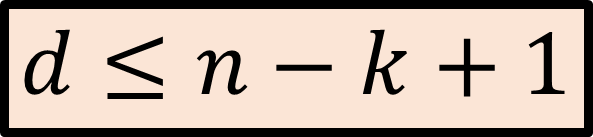 d ≤ n − k + 1